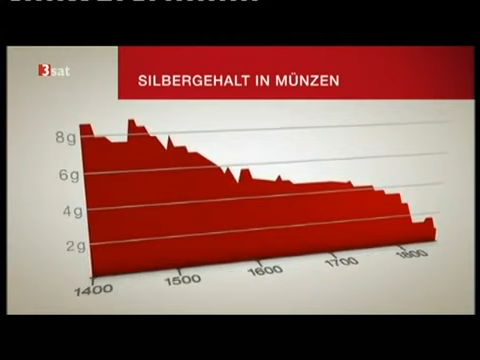 3sat
SILBERGEHALT IN MÜNZEN
8g
6g
4g
2g
1400
1500
1600
1700
1800